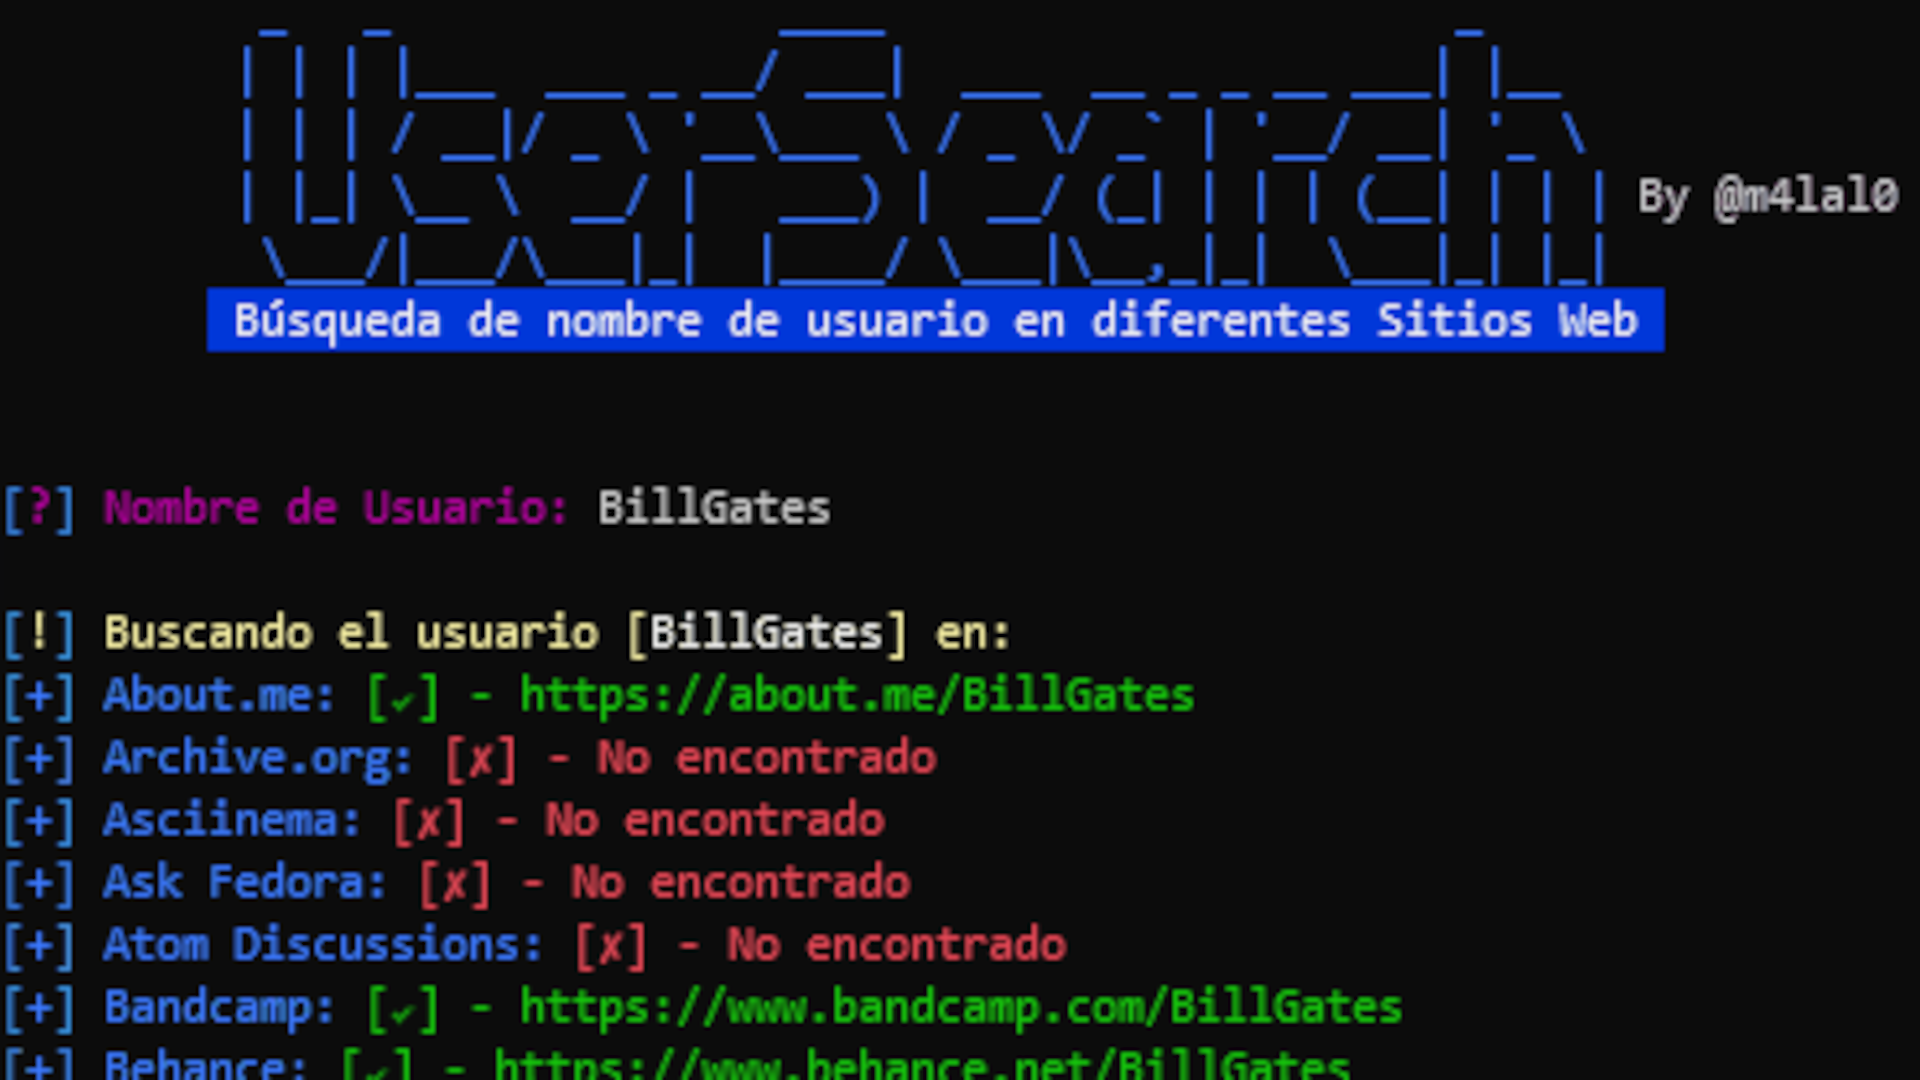 UserSearch
By @m4lal0
Búsqueda de nombre de usuario en diferentes Sitios Web
[?] Nombre de Usuario: BillGates
[!] Buscando el usuario [BillGates] en:
[+] About.me: [✔] - https://about.me/BillGates
[+] Archive.org: [✘] - No encontrado
[+] Asciinema: [✘] - No encontrado
[+] Ask Fedora: [✘] - No encontrado
[+] Atom Discussions: [✘] - No encontrado
[+] Bandcamp: [✔] - https://www.bandcamp.com/BillGates
[+] Behance: [✔] - https://www.behance.net/BillGates